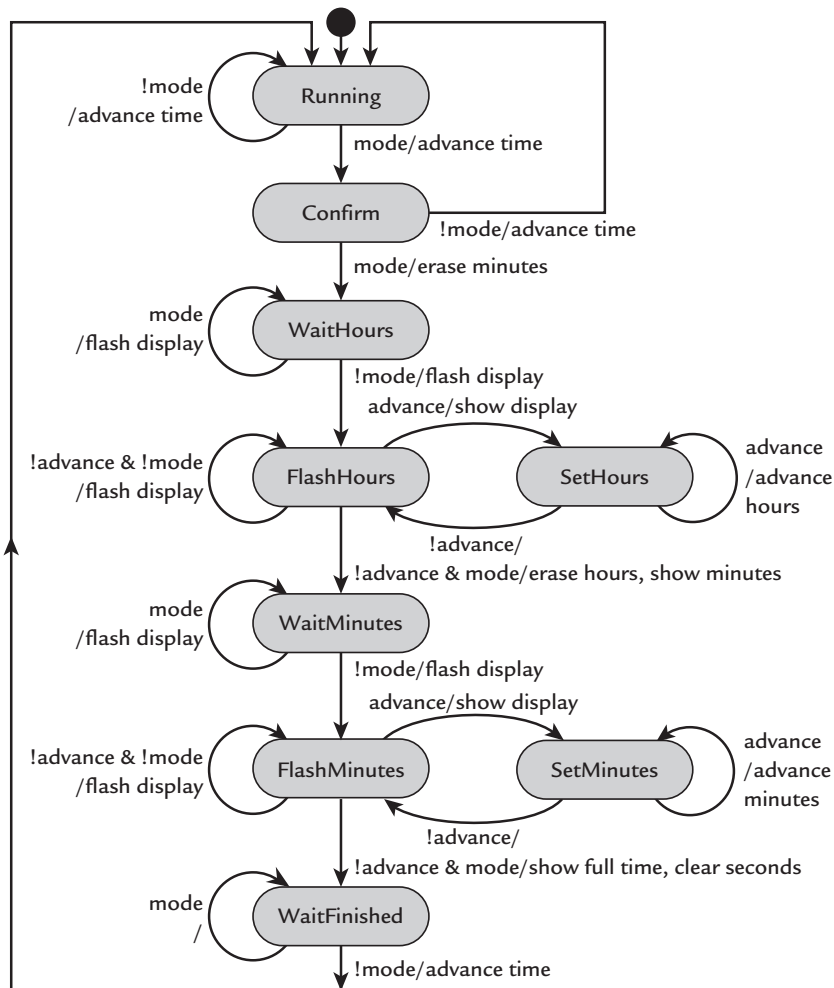 Running
!mode
/advance time
mode/advance time
Confirm
!mode/advance time
mode/erase minutes
mode
/flash display
WaitHours
!mode/flash display
advance/show display
!advance & !mode
/flash display
FlashHours
SetHours
advance
/advance
hours
!advance/
!advance & mode/erase hours, show minutes
mode
/flash display
WaitMinutes
!mode/flash display
advance/show display
!advance & !mode
/flash display
FlashMinutes
SetMinutes
advance
/advance
minutes
!advance/
!advance & mode/show full time, clear seconds
mode
/
WaitFinished
!mode/advance time